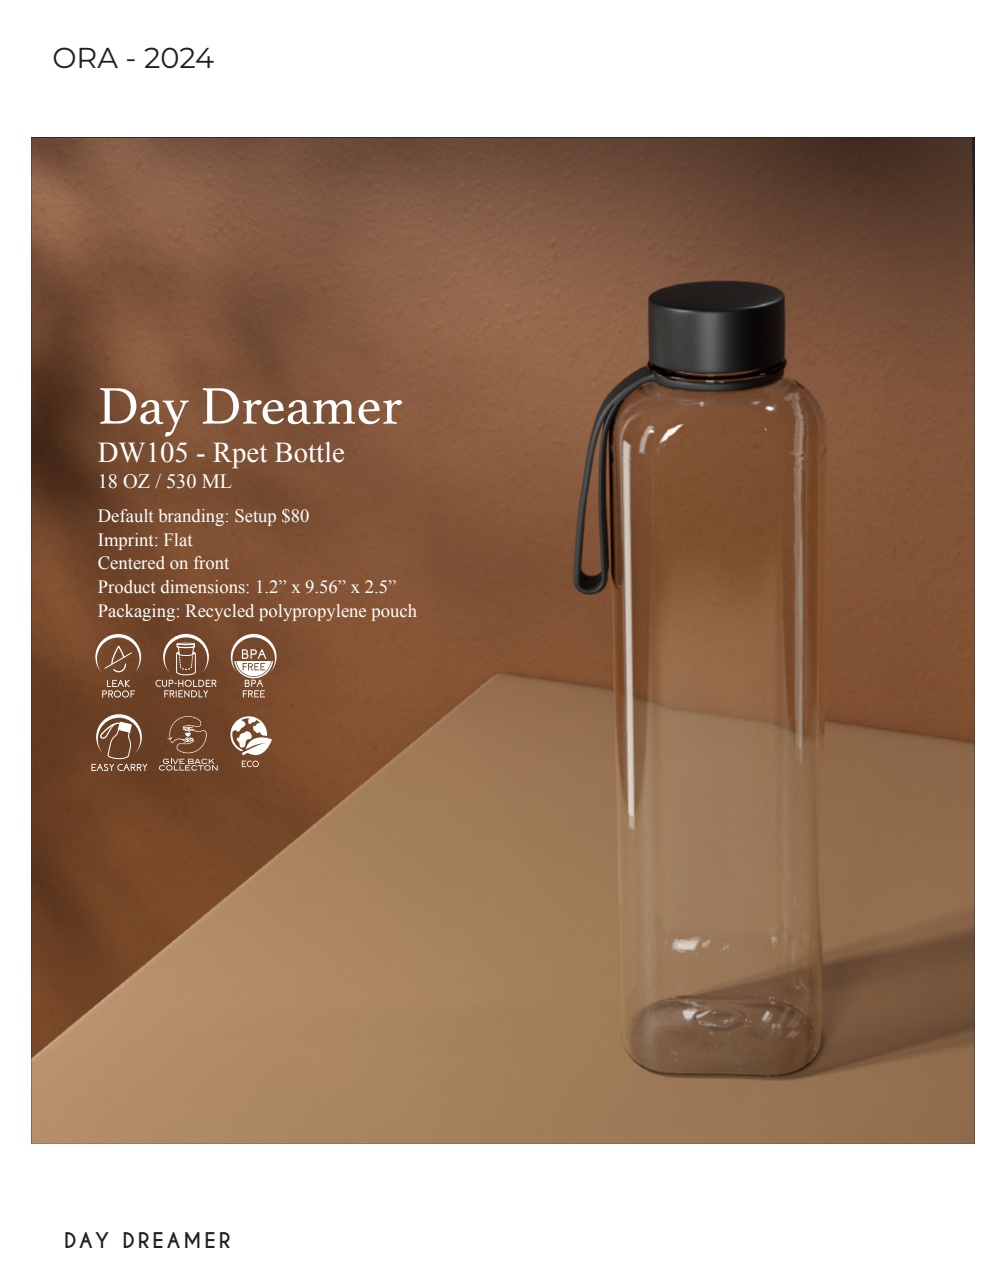 ORA - 2024
Day Dreamer
DW105 - Rpet Bottle
18 OZ / 530 ML
Default branding: Setup $80
Imprint: Flat
Centered on front
Product dimensions: 1.2” x 9.56” x 2.5”
Packaging: Recycled polypropylene pouch
BPA
FREE
LEAK
PROOF
CUP-HOLDER
FRIENDLY
BPA
FREE
EASY CARRY
GIVE BACK
COLLECTON
ECO
DAY DREAMER